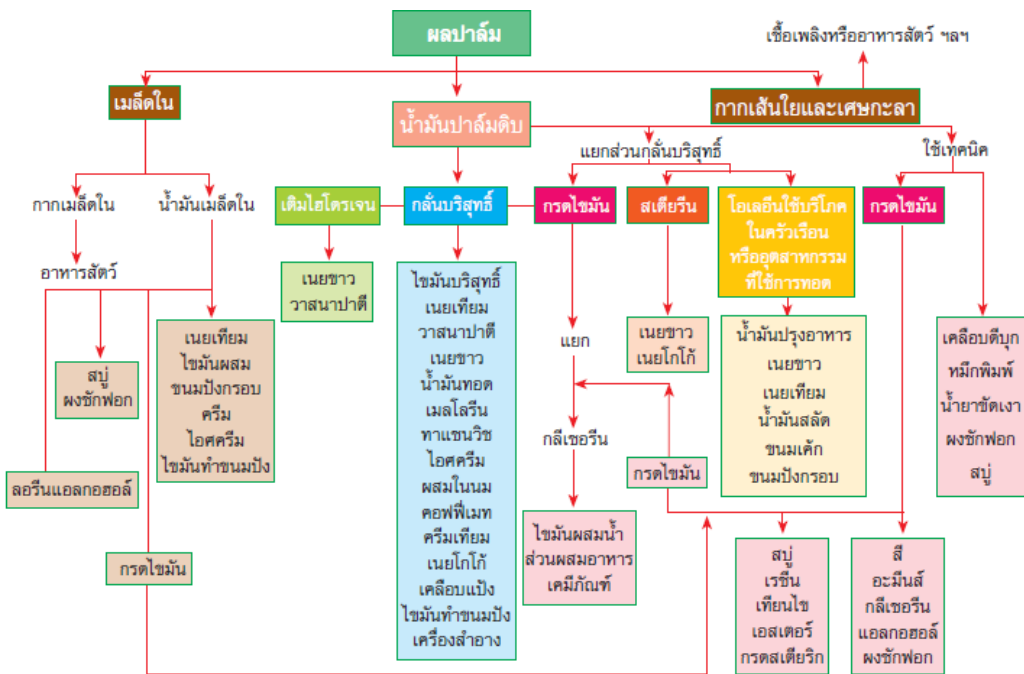 ผลปาล์ม
เชื้อเพลิงหรืออาหารสัตว์ ฯลฯ
เมล็ดใน
น้ำมันปาล์มดิบ
กากเส้นใยและเศษกะลา
แยกส่วนกลั่นบริสุทธิ์
ใช้เทคนิค
กากเมล็ดใน
น้ำมันเมล็ดใน
เติมไฮโดรเจน
กลั่นบริสุทธิ์
กรดไขมัน
สเตียรีน
โอเลอีนใช้บริโภค
ในครัวเรือน
หรืออุตสาหกรรม
ที่ใช้การทอด
กรดไขมัน
อาหารสัตว์
เนยขาว
วาสนาปาตี
ไขมันบริสุทธิ์
เนยเทียม
วาสนาปาตี
เนยขาว
น้ำมันทอด
เมลโลรีน
ทาแซนวิช
ไอศครีม
ผสมในนม
คอฟฟี่เมท
ครีมเทียม
เนยโกโก้
เคลือบแป้ง
ไขมันทำขนมปัง
เครื่องสำอาง
แยก
เนยขาว
เนยโกโก้
น้ำมันปรุงอาหาร
เนยขาว
เนยเทียม
น้ำมันสลัด
ขนมเค้ก
ขนมปังกรอบ
เคลือบดีบุก
หมึกพิมพ์
น้ำยาขัดเงา
ผงซักฟอก
สบู่
สบู่
ผงซักฟอก
เนยเทียม
ไขมันผสม
ขนมปังกรอบ
ครีม
ไอศครีม
ไขมันทำขนมปัง
ลอรีนแอลกอฮอล์
กลีเซอรีน
กรดไขมัน
กรดไขมัน
ไขมันผสมน้ำ
ส่วนผสมอาหาร
เคมีภัณฑ์
สบู่
เรซีน
เทียนไข
เอสเตอร์
กรดสเตียริก
สี
อะมีนส์
กลีเซอรีน
แอลกอฮอล์
ผงซักฟอก